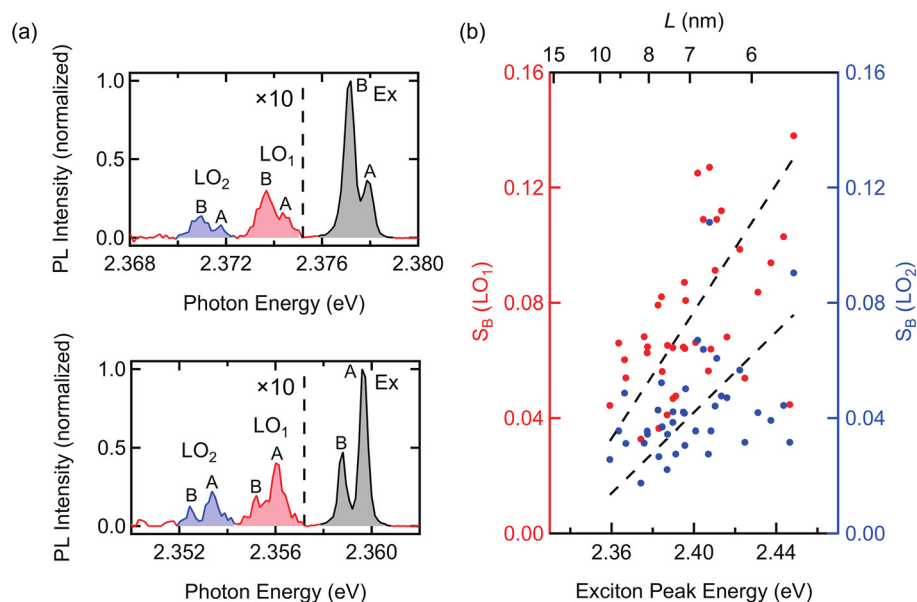 (a)
PL Intensity (normalized)
1.0
0.5
0.0
×10
B
Ex
A
LO1
B
A
LO2
B
A
2.368
2.372
2.376
2.380
Photon Energy (eV)
PL Intensity (normalized)
1.0
0.5
0.0
×10
A
Ex
B
LO1
A
B
LO2
B
A
2.352
2.356
2.360
Photon Energy (eV)
(b)
L (nm)
15
10
8
7
6
0.16
0.12
0.08
0.04
0.00
SB (LO1)
0.16
0.12
0.08
0.04
0.00
SB (LO2)
2.36
2.40
2.44
Exciton Peak Energy (eV)